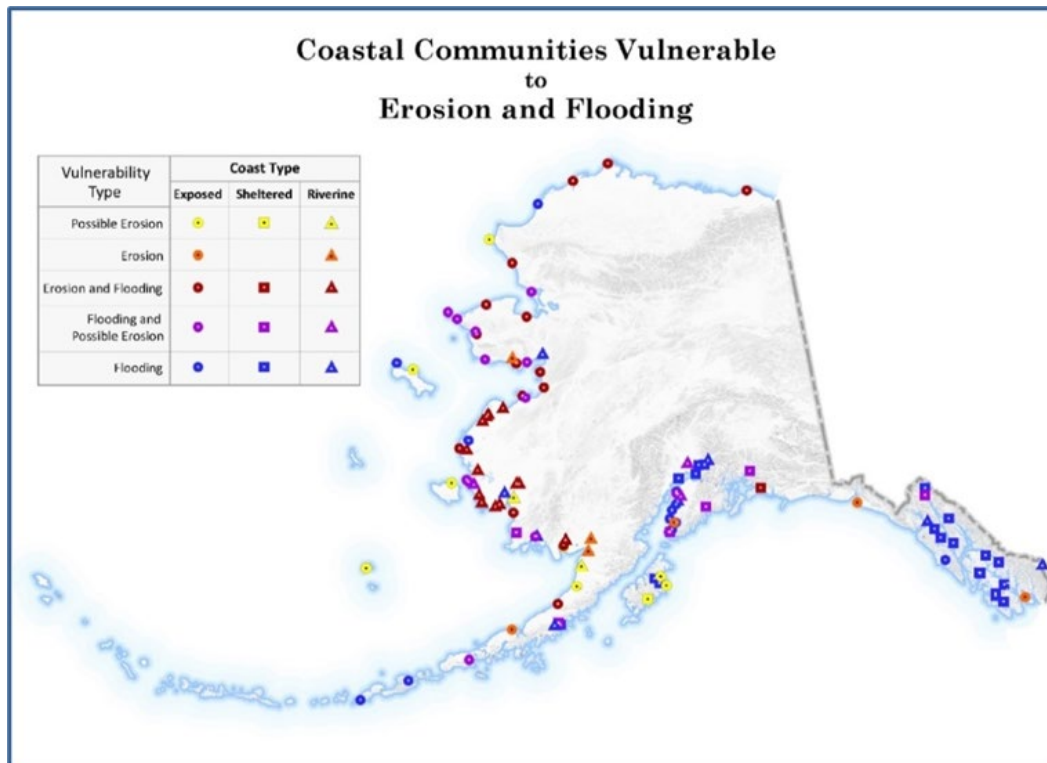 Coastal Communities Vulnerable
to
Erosion and Flooding
Vulnerability
Type
Coast Type
Exposed Sheltered Riverine
Possible Erosion
Erosion
Erosion and Flooding
Flooding and
Possible Erosion
Flooding